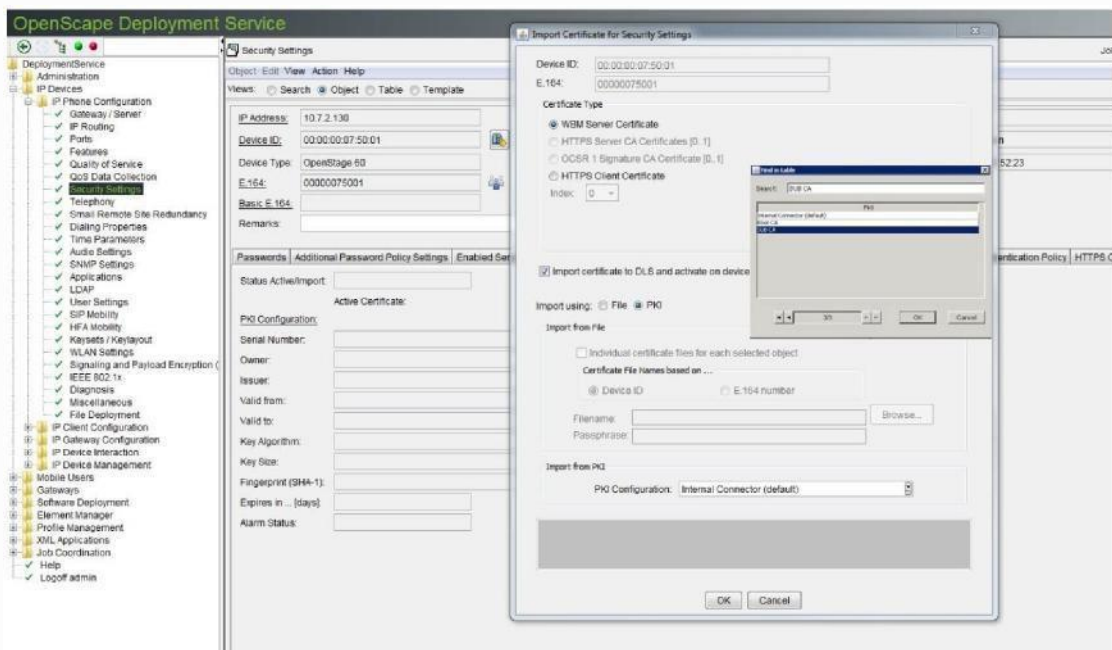 OpenScape Deployment Service
DeploymentService
Administration
IP Devices
IP Phone Configuration
Gateway / Server
IP Routing
Ports
Features
Quality of Service
QoS Data Collection
Security Settings
Telephony
Small Remote Site Redundancy
Dialing Properties
Time Parameters
Audio Settings
SNMP Settings
Applications
LDAP
User Settings
SIP Mobility
HFA Mobility
Keysets / Keylayout
WLAN Settings
Signaling and Payload Encryption (
IEEE 802.1x
Diagnosis
Miscellaneous
File Deployment
IP Client Configuration
IP Gateway Configuration
IP Device Interaction
IP Device Management
Mobile Users
Gateways
Software Deployment
Element Manager
Profile Management
XML Applications
Job Coordination
Help
Logoff admin
Security Settings
Object Edit View Action Help
Views: Search Object Table Template
IP Address: 10.7.2.130
Device ID: 00:00:00:07:50:01
Device Type: OpenStage 60
E.164: 00000075001
Basic E.164:
Remarks:
Passwords Additional Password Policy Settings Enabled Ser
Status Active/Import:
Active Certificate:
PKI Configuration:
Serial Number:
Owner:
Issuer:
Valid from:
Valid to:
Key Algorithm:
Key Size:
Fingerprint (SHA-1):
Expires in ... [days]:
Alarm Status:
Import Certificate for Security Settings
Device ID: 00:00:00:07:50:01
E.164: 00000075001
Certificate Type
WBM Server Certificate
HTTPS Server CA Certificates [0..1]
OCSR 1 Signature CA Certificate [0..1]
HTTPS Client Certificate
Index: 0
Import certificate to DLS and activate on device
Import using: File PKI
Import from File
Individual certificate files for each selected object
Certificate File Names based on ...
Device ID E.164 number
Filename: Browse...
Passphrase:
Import from PKI
PKI Configuration: Internal Connector (default)
OK Cancel
Find in table
Search: SUB CA
PKI
Internal Connector (default)
SUB CA
3/3 OK Cancel
Jo
n
52:23
entication Policy HTTPS C